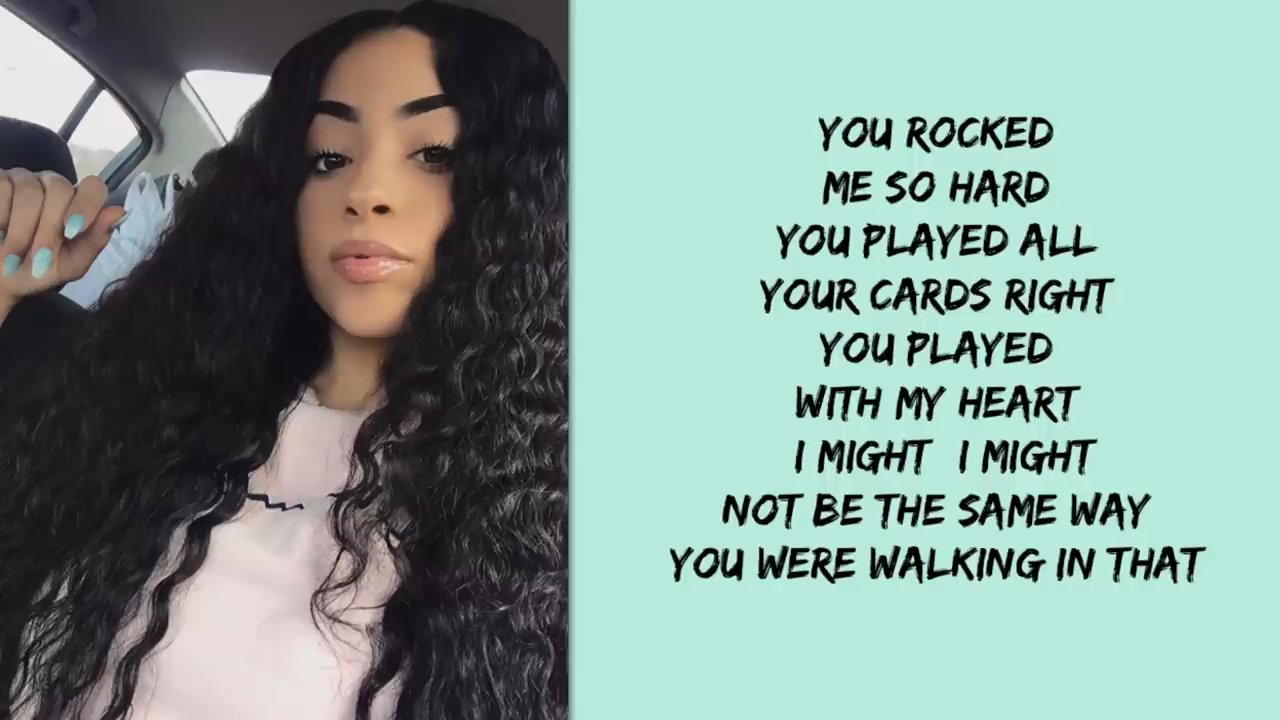 YOU ROCKED
ME SO HARD
YOU PLAYED ALL
YOUR CARDS RIGHT
YOU PLAYED
WITH MY HEART
I MIGHT I MIGHT
NOT BE THE SAME WAY
YOU WERE WALKING IN THAT